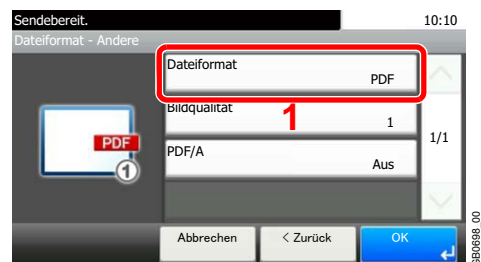 Sendebereit.
10:10
Dateiformat - Andere
Dateiformat
PDF
Bildqualität
1
1
PDF/A
Aus
1/1
PDF
1
Abbrechen
< Zurück
OK
GB0698_00